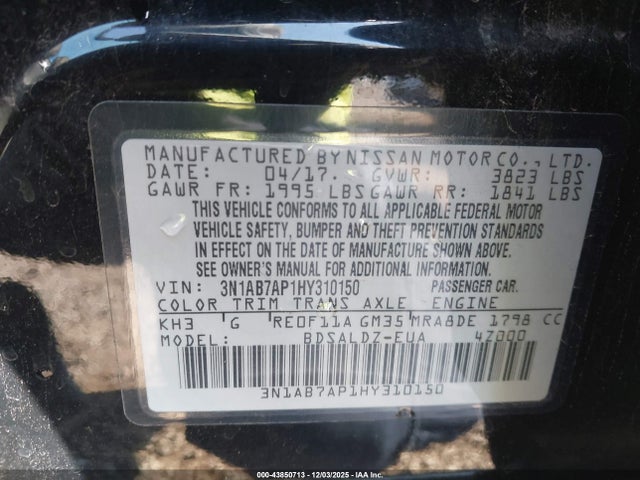 MANUFACTURED BY NISSAN MOTOR CO., LTD.
DATE: 04/17. GVWR: 3823 LBS
GAWR FR: 1995 LBS GAWR RR: 1841 LBS
THIS VEHICLE CONFORMS TO ALL APPLICABLE FEDERAL MOTOR
VEHICLE SAFETY, BUMPER AND THEFT PREVENTION STANDARDS
IN EFFECT ON THE DATE OF MANUFACTURE SHOWN ABOVE.
SEE OWNER'S MANUAL FOR ADDITIONAL INFORMATION.
VIN: 3N1AB7AP1HY310150 PASSENGER CAR.
COLOR TRIM TRANS AXLE ENGINE
KH3 G RE0F11A GM35 MRA8DE 1798 CC
MODEL: BDSALDZ-EUA 4Z000
3N1AB7AP1HY310150
000-43850713 - 12/03/2025 - IAA Inc.